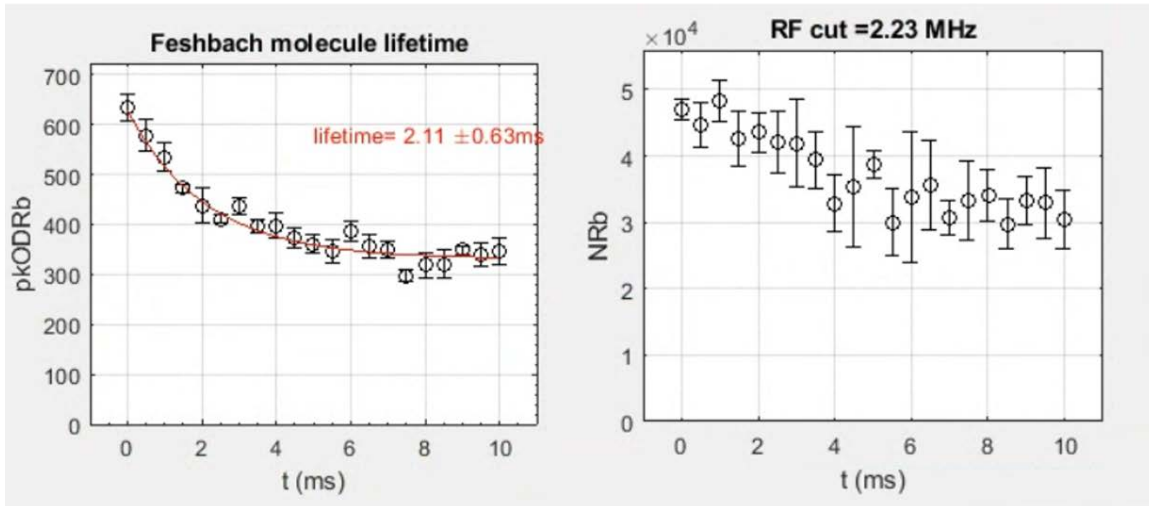 Feshbach molecule lifetime
700
600
500
400
300
200
100
0
pkODRb
lifetime= 2.11 ±0.63ms
0 2 4 6 8 10
t (ms)
×10⁴
RF cut =2.23 MHz
5
4
3
2
1
0
NRb
0 2 4 6 8 10
t (ms)